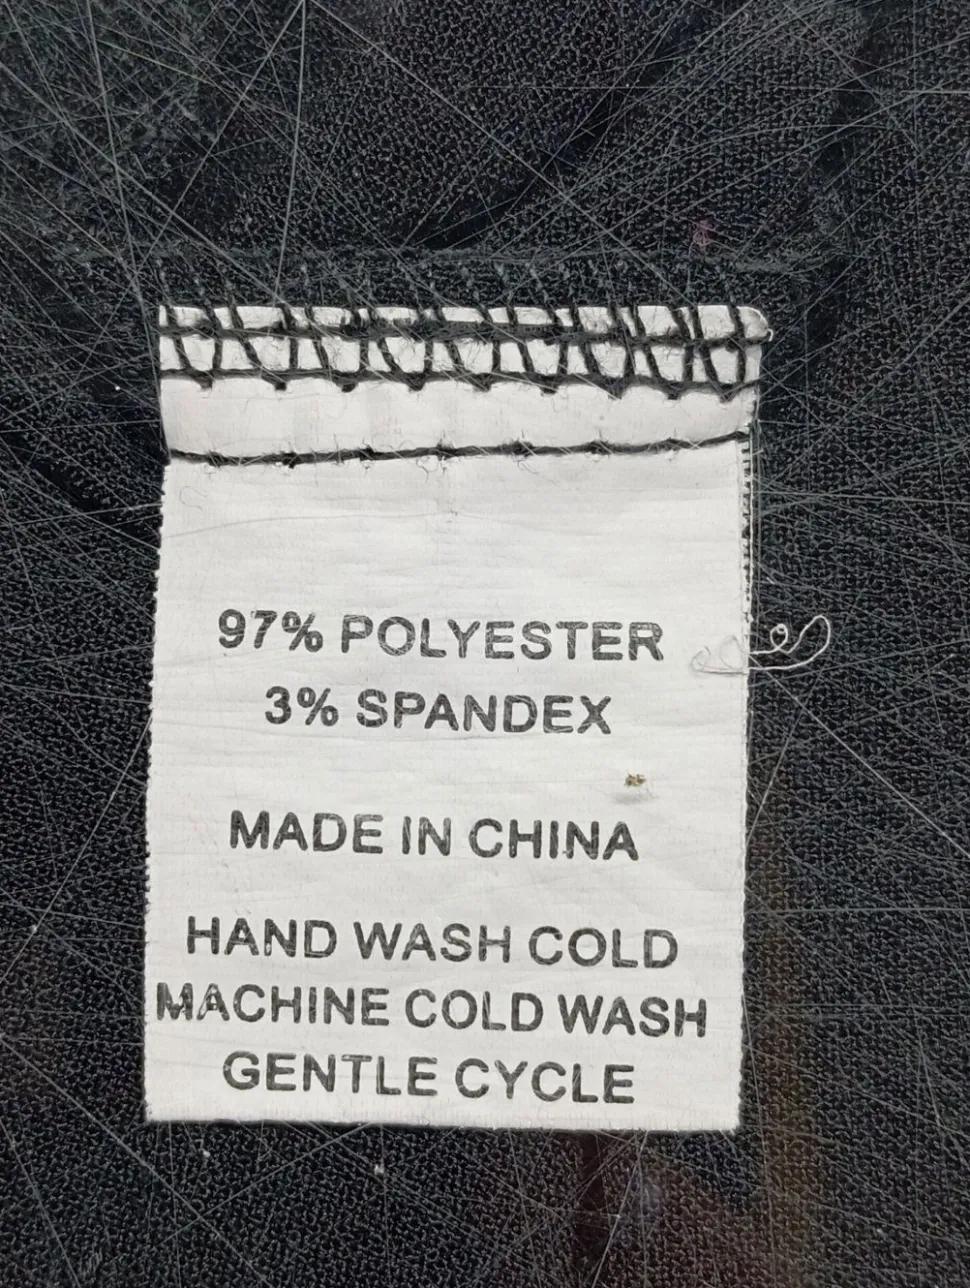 97% POLYESTER
3% SPANDEX
MADE IN CHINA
HAND WASH COLD
MACHINE COLD WASH
GENTLE CYCLE